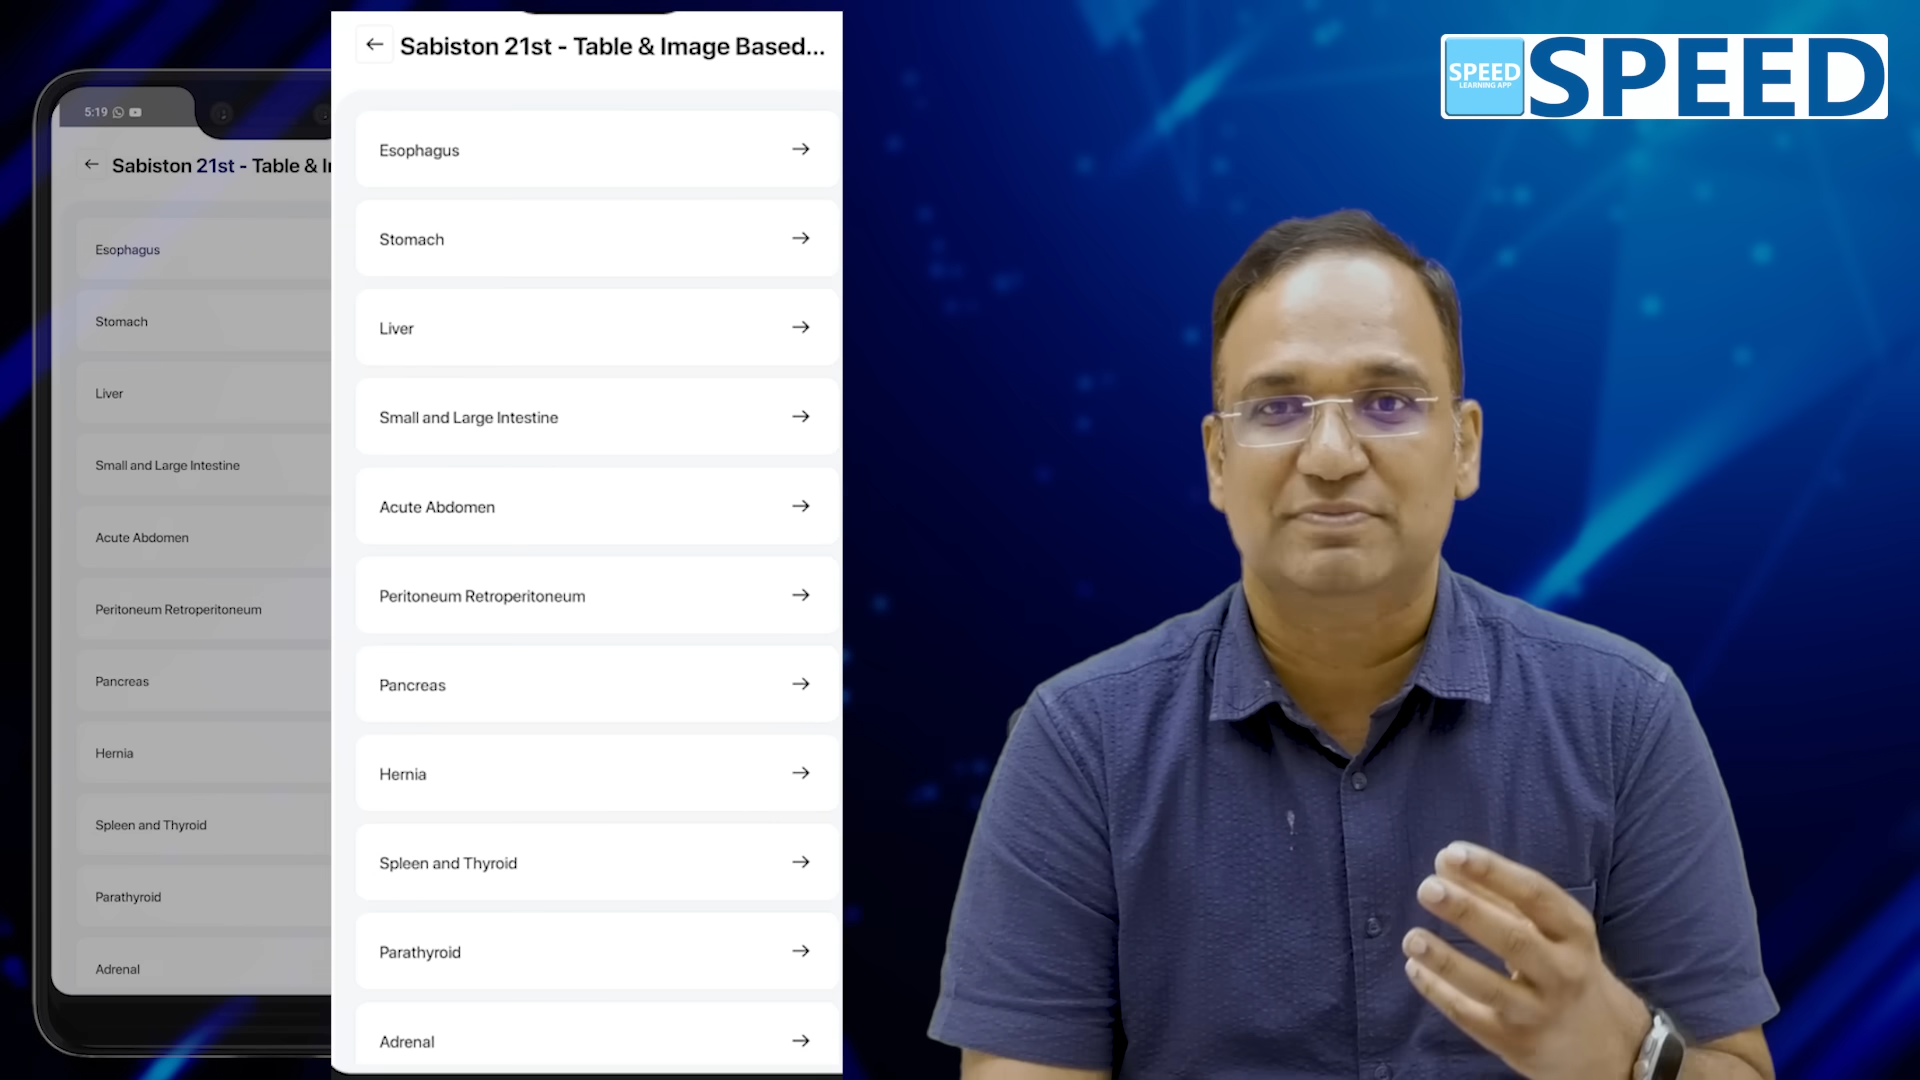 5:19
Sabiston 21st - Table & I
Esophagus
Stomach
Liver
Small and Large Intestine
Acute Abdomen
Peritoneum Retroperitoneum
Pancreas
Hernia
Spleen and Thyroid
Parathyroid
Adrenal
Sabiston 21st - Table & Image Based...
Esophagus
Stomach
Liver
Small and Large Intestine
Acute Abdomen
Peritoneum Retroperitoneum
Pancreas
Hernia
Spleen and Thyroid
Parathyroid
Adrenal
SPEED
LEARNING APP
SPEED